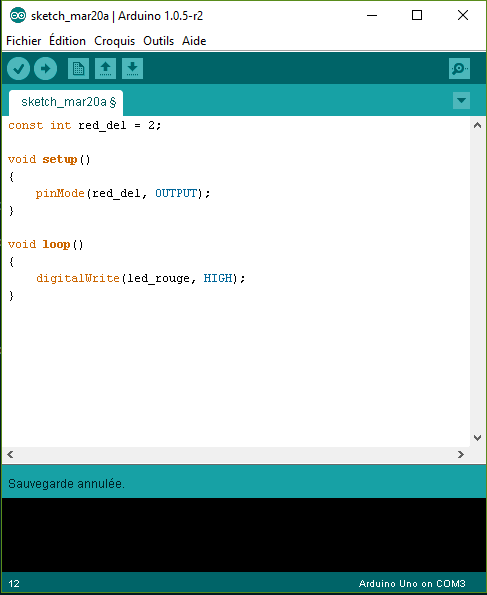 sketch_mar20a | Arduino 1.0.5-r2
Fichier Édition Croquis Outils Aide
sketch_mar20a §
const int red_del = 2;
void setup()
{
    pinMode(red_del, OUTPUT);
}
void loop()
{
    digitalWrite(led_rouge, HIGH);
}
Sauvegarde annulée.
12 Arduino Uno on COM3